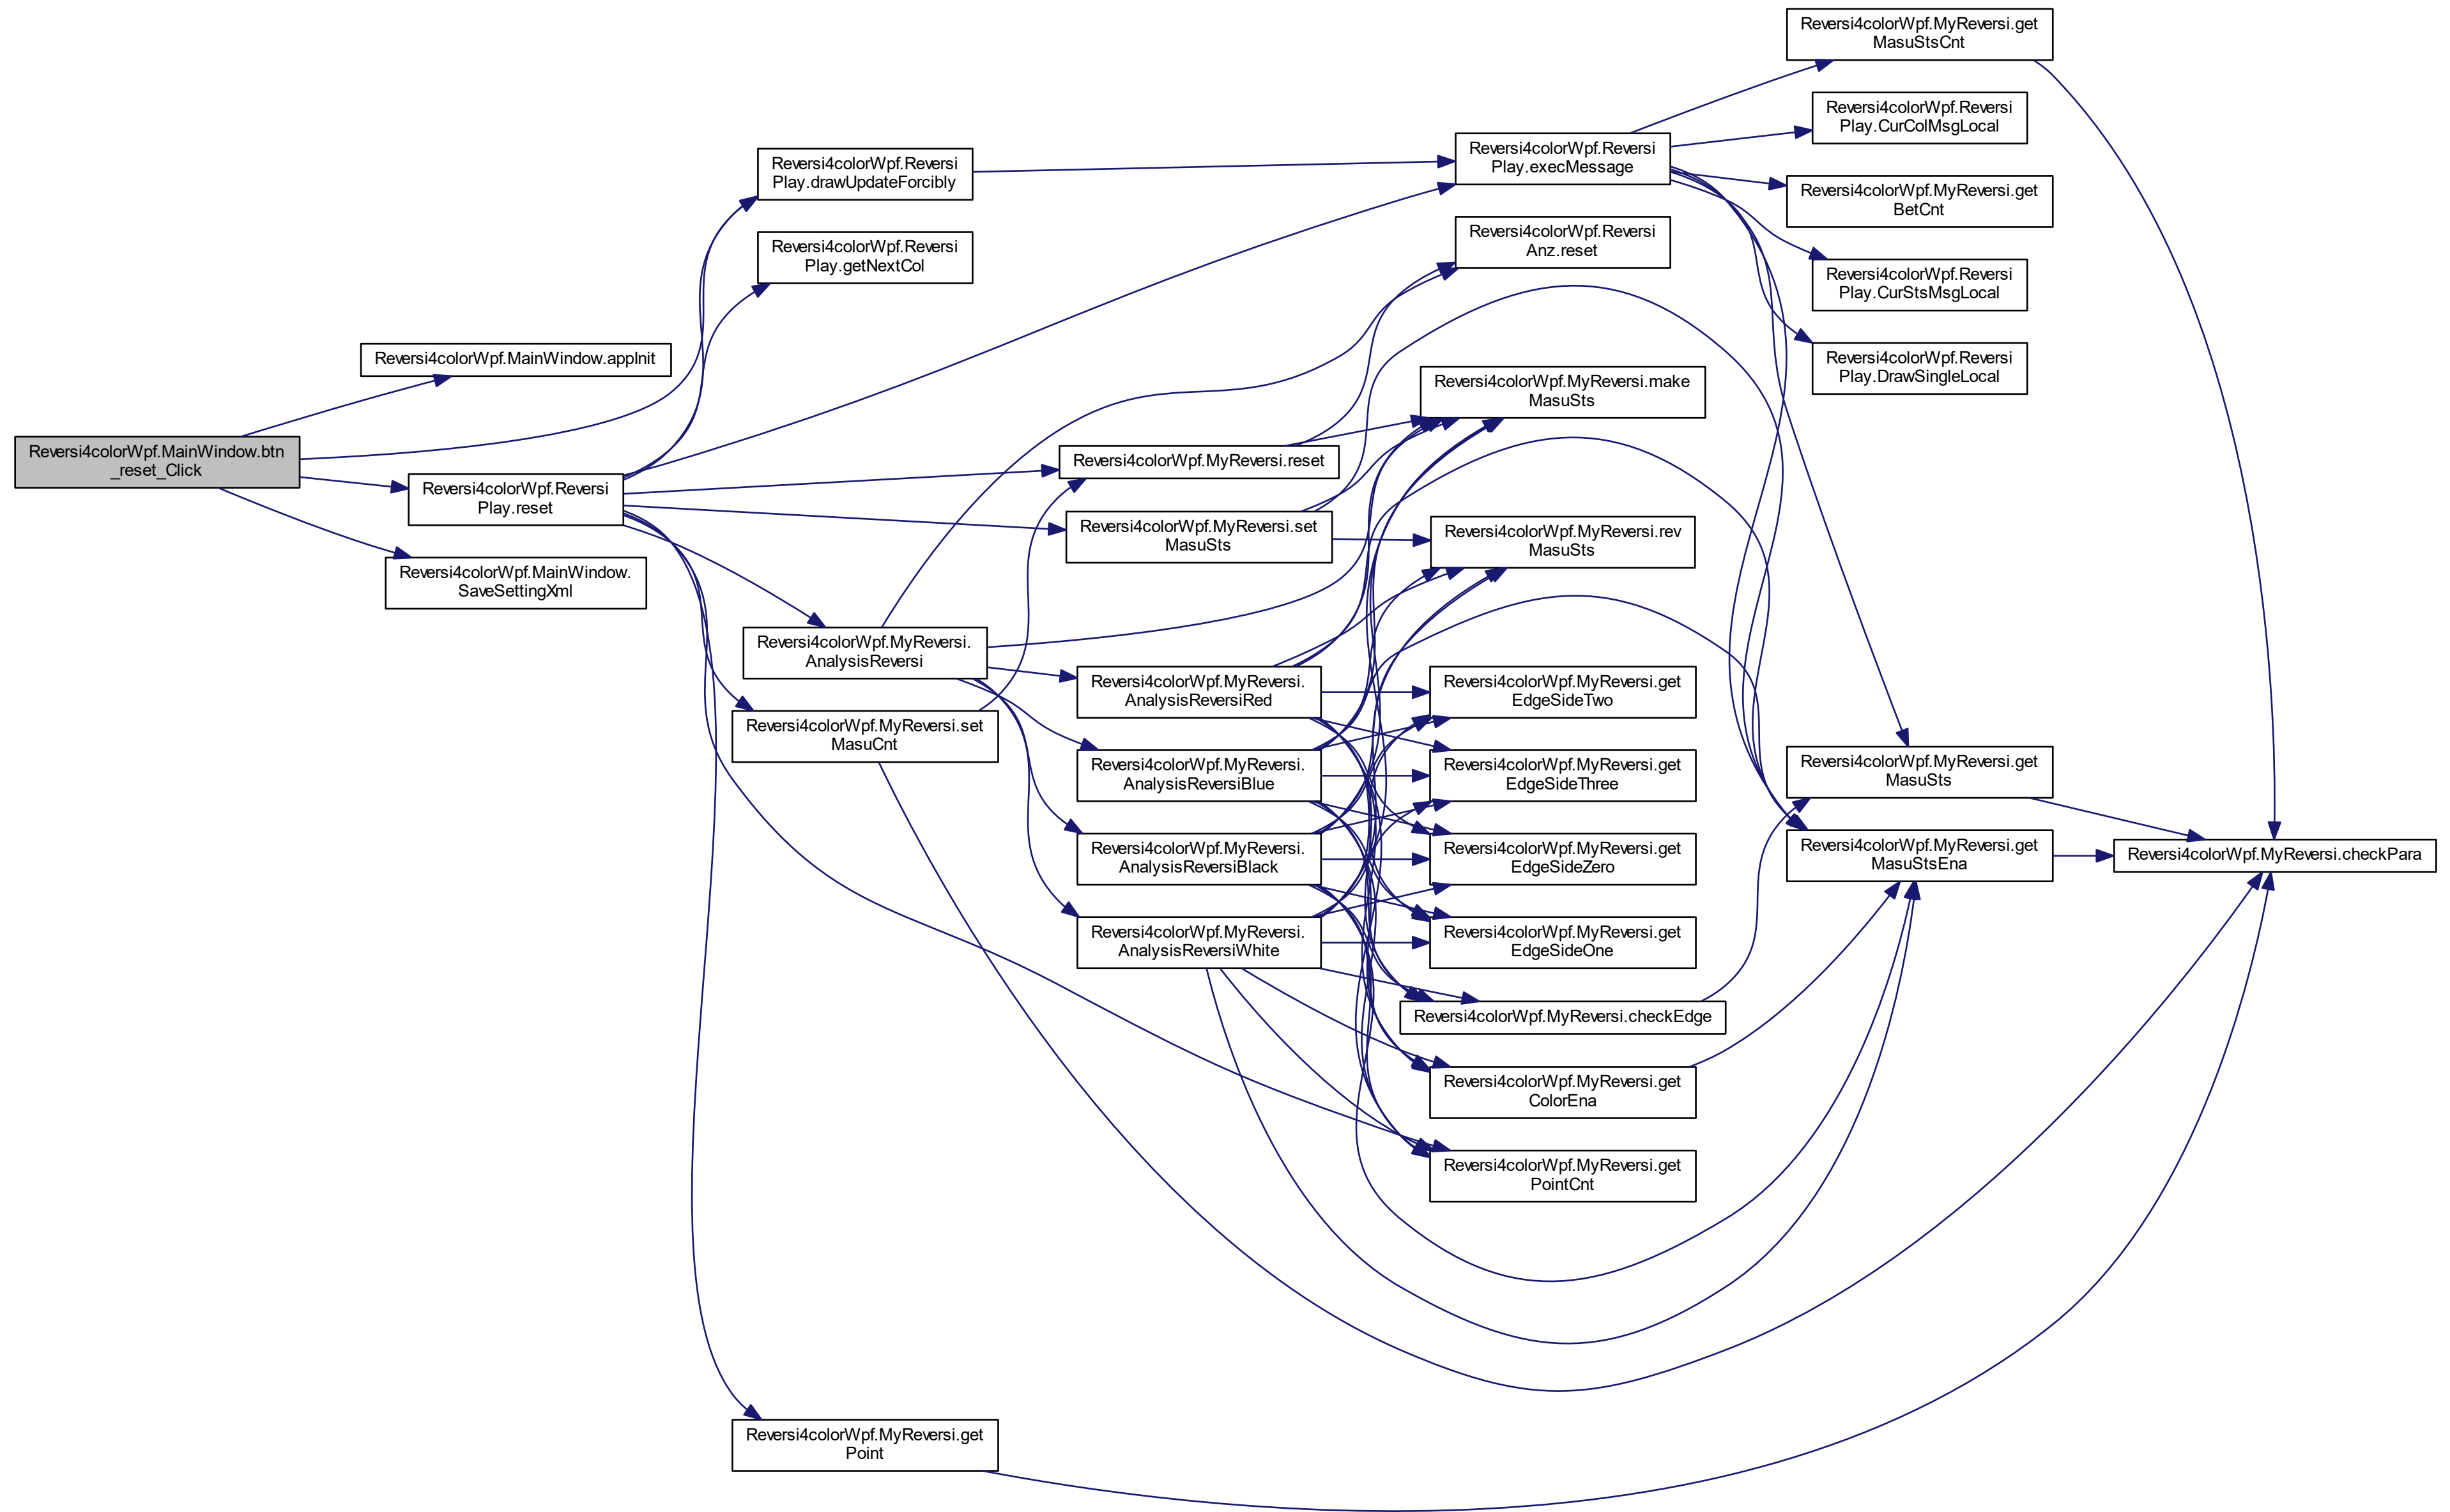 Reversi4colorWpf.MainWindow.btn
_reset_Click
Reversi4colorWpf.MainWindow.appInit
Reversi4colorWpf.Reversi
Play.reset
Reversi4colorWpf.MainWindow.
SaveSettingXml
Reversi4colorWpf.Reversi
Play.drawUpdateForcibly
Reversi4colorWpf.Reversi
Play.getNextCol
Reversi4colorWpf.MyReversi.
AnalysisReversi
Reversi4colorWpf.MyReversi.set
MasuCnt
Reversi4colorWpf.MyReversi.get
Point
Reversi4colorWpf.MyReversi.reset
Reversi4colorWpf.MyReversi.set
MasuSts
Reversi4colorWpf.MyReversi.
AnalysisReversiRed
Reversi4colorWpf.MyReversi.
AnalysisReversiBlue
Reversi4colorWpf.MyReversi.
AnalysisReversiBlack
Reversi4colorWpf.MyReversi.
AnalysisReversiWhite
Reversi4colorWpf.Reversi
Play.execMessage
Reversi4colorWpf.Reversi
Anz.reset
Reversi4colorWpf.MyReversi.make
MasuSts
Reversi4colorWpf.MyReversi.rev
MasuSts
Reversi4colorWpf.MyReversi.get
EdgeSideTwo
Reversi4colorWpf.MyReversi.get
EdgeSideThree
Reversi4colorWpf.MyReversi.get
EdgeSideZero
Reversi4colorWpf.MyReversi.get
EdgeSideOne
Reversi4colorWpf.MyReversi.checkEdge
Reversi4colorWpf.MyReversi.get
ColorEna
Reversi4colorWpf.MyReversi.get
PointCnt
Reversi4colorWpf.MyReversi.get
MasuStsCnt
Reversi4colorWpf.Reversi
Play.CurColMsgLocal
Reversi4colorWpf.MyReversi.get
BetCnt
Reversi4colorWpf.Reversi
Play.CurStsMsgLocal
Reversi4colorWpf.Reversi
Play.DrawSingleLocal
Reversi4colorWpf.MyReversi.get
MasuSts
Reversi4colorWpf.MyReversi.get
MasuStsEna
Reversi4colorWpf.MyReversi.checkPara